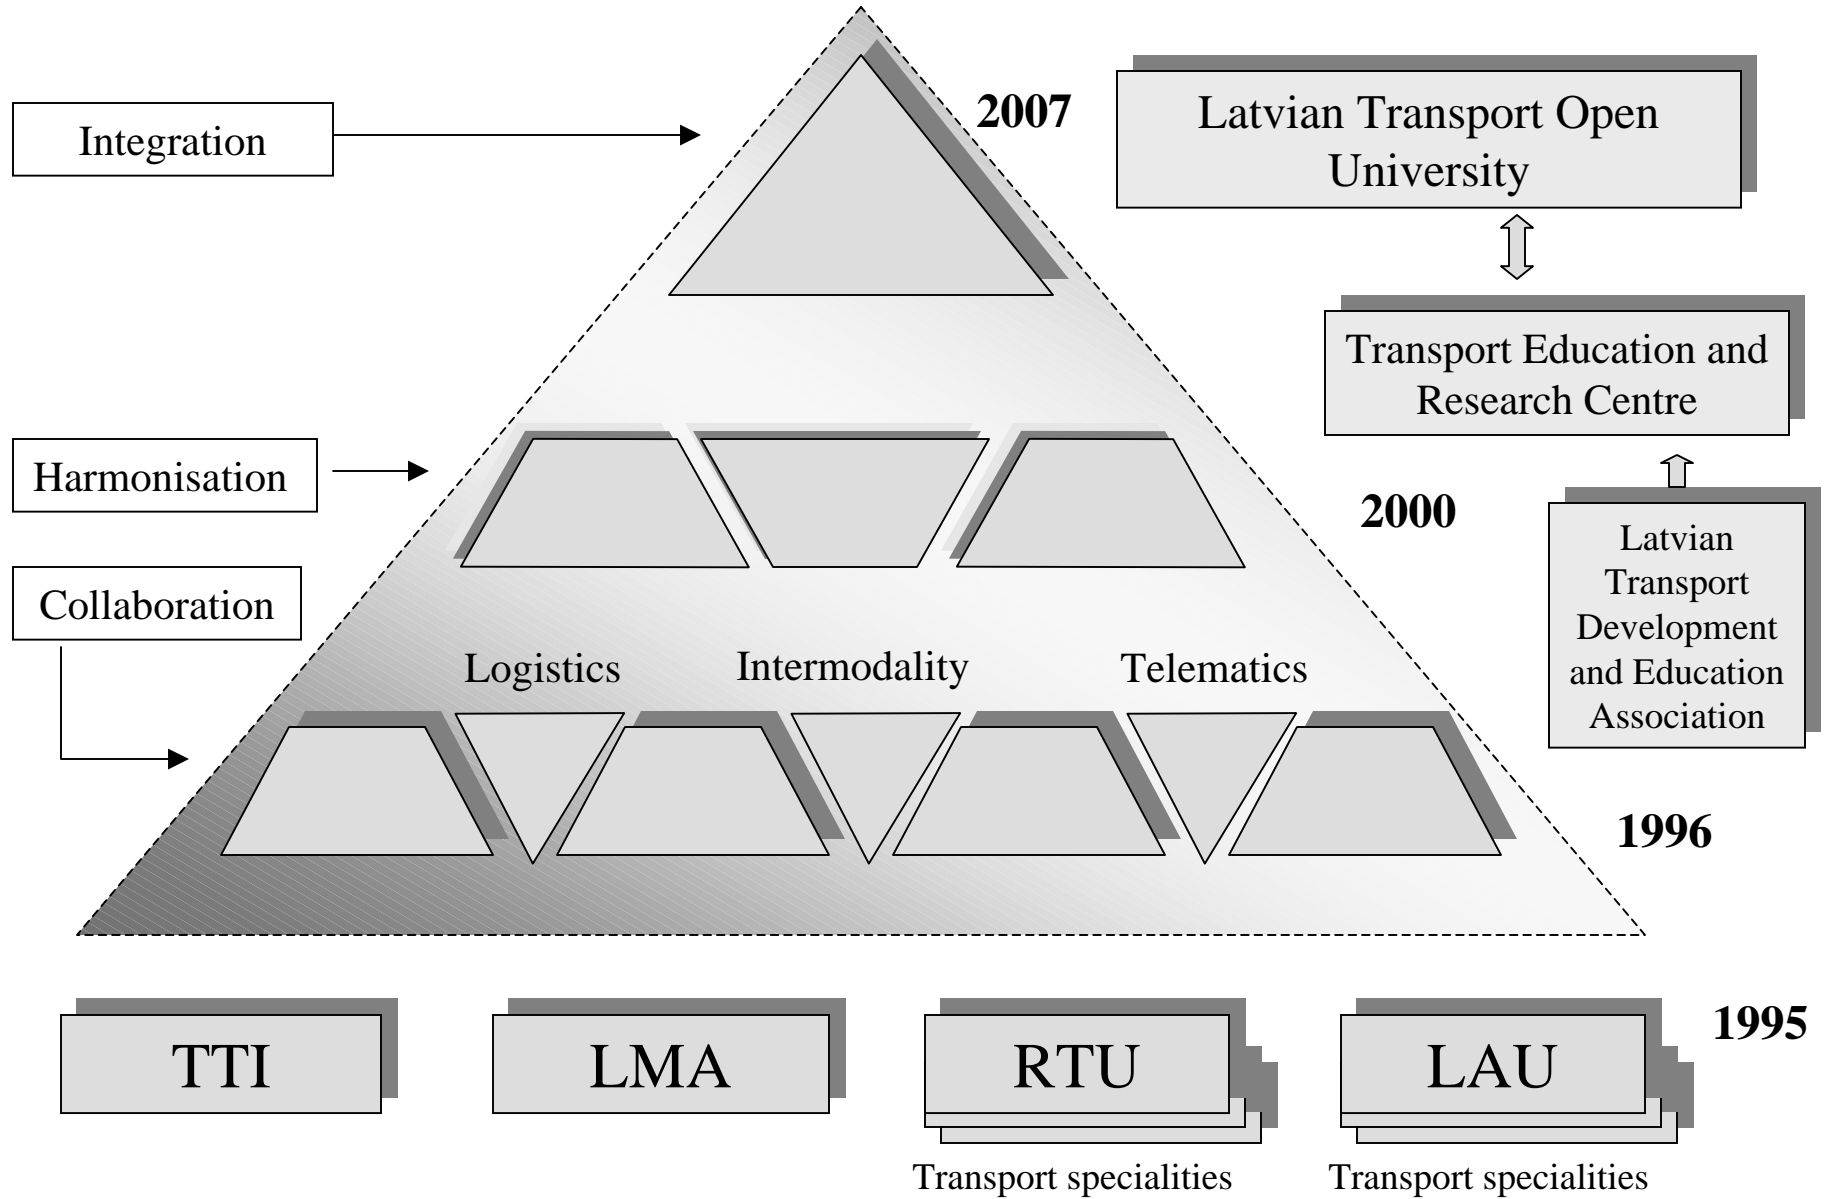 2007
Latvian Transport Open
University
Integration
Transport Education and
Research Centre
Harmonisation
2000
Latvian
Transport
Development
and Education
Association
Collaboration
Logistics
Intermodality
Telematics
1996
1995
TTI
LMA
RTU
LAU
Transport specialities
Transport specialities